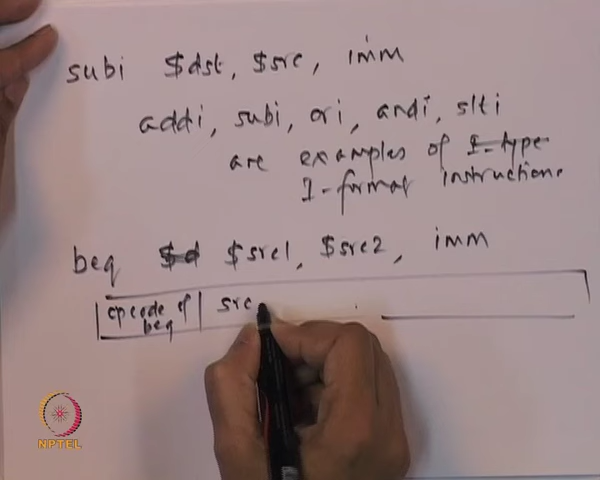 subi $dst, $src, imm
addi, subi, ori, andi, slti
are examples of I-type
I-format instructions
beq $d $src1, $src2, imm
opcode of src
beq
NPTEL